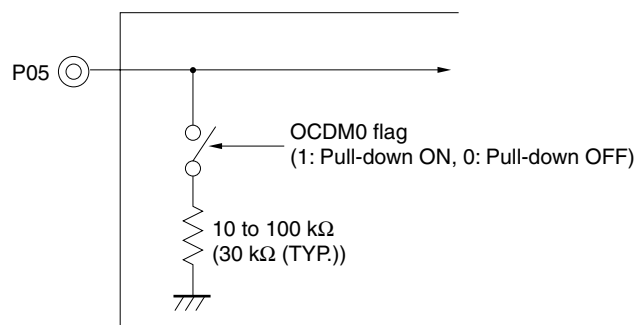 P05
OCDM0 flag
(1: Pull-down ON, 0: Pull-down OFF)
10 to 100 kΩ
(30 kΩ (TYP.))